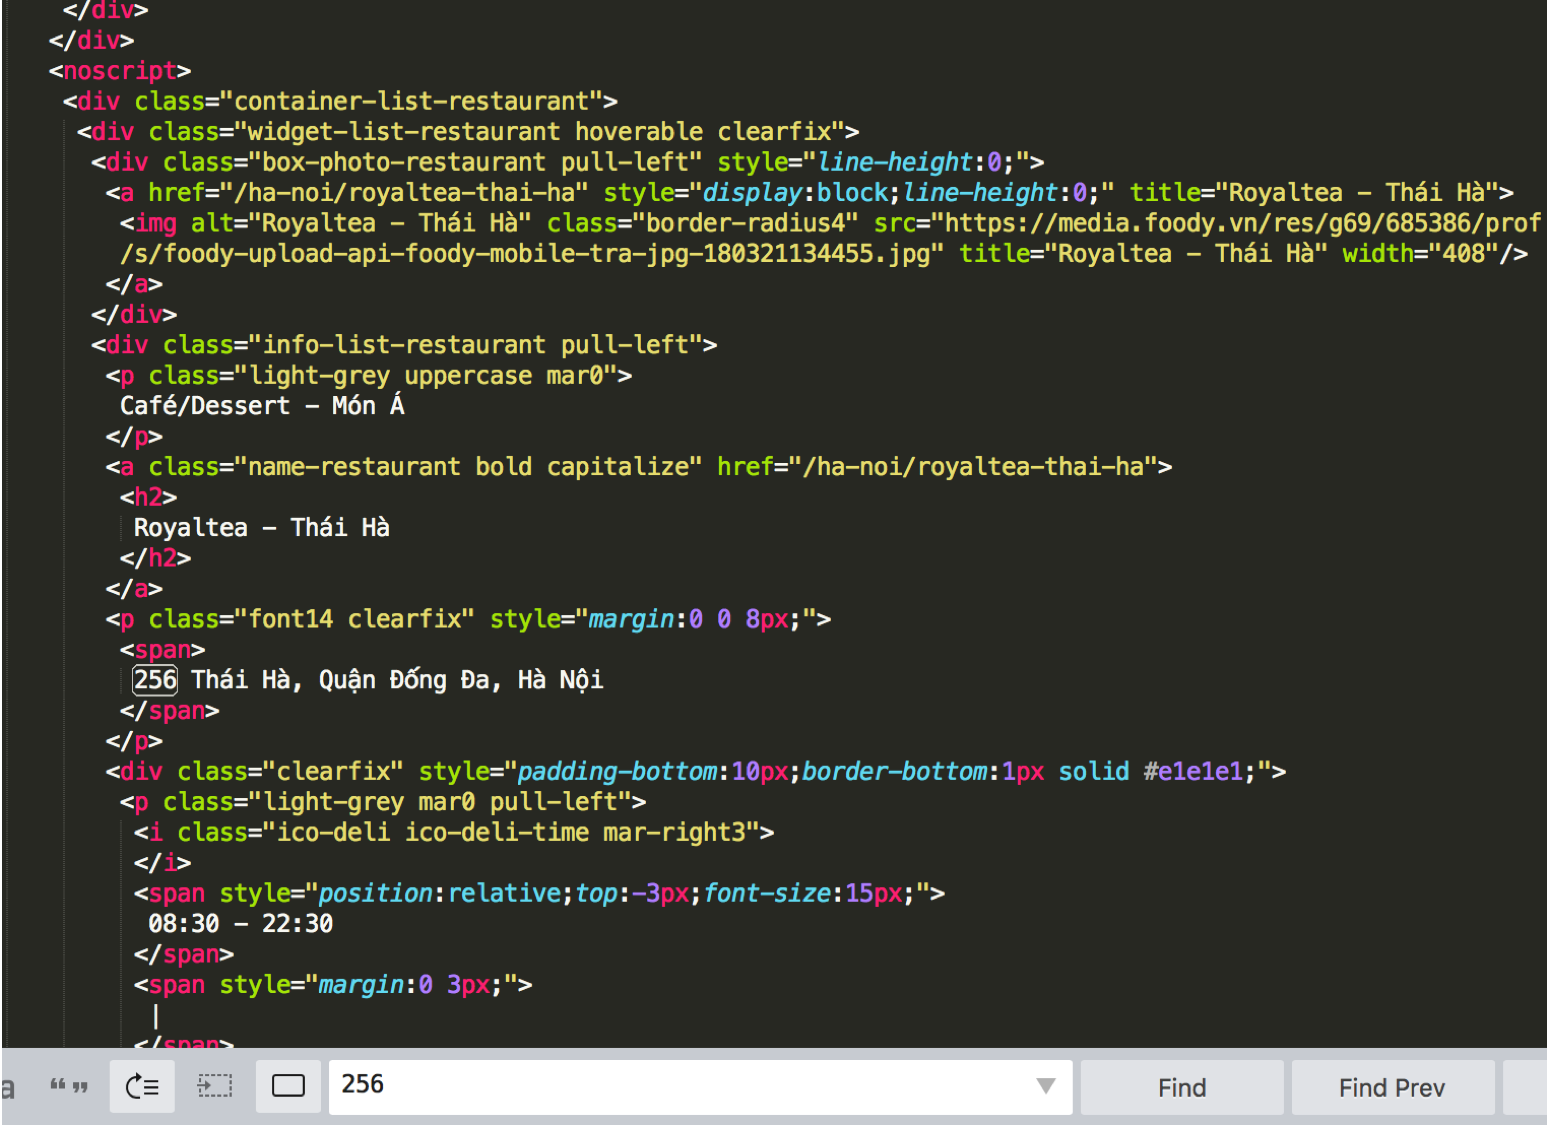 </div>
</div>
<noscript>
<div class="container-list-restaurant">
<div class="widget-list-restaurant hoverable clearfix">
<div class="box-photo-restaurant pull-left" style="line-height:0;">
<a href="/ha-noi/royaltea-thai-ha" style="display:block;line-height:0;" title="Royaltea - Thái Hà">
<img alt="Royaltea - Thái Hà" class="border-radius4" src="https://media.foody.vn/res/g69/685386/prof
/s/foody-upload-api-foody-mobile-tra-jpg-180321134455.jpg" title="Royaltea - Thái Hà" width="408"/>
</a>
</div>
<div class="info-list-restaurant pull-left">
<p class="light-grey uppercase mar0">
Café/Dessert - Món Á
</p>
<a class="name-restaurant bold capitalize" href="/ha-noi/royaltea-thai-ha">
<h2>
Royaltea - Thái Hà
</h2>
</a>
<p class="font14 clearfix" style="margin:0 0 8px;">
<span>
256 Thái Hà, Quận Đống Đa, Hà Nội
</span>
</p>
<div class="clearfix" style="padding-bottom:10px;border-bottom:1px solid #e1e1e1;">
<p class="light-grey mar0 pull-left">
<i class="ico-deli ico-deli-time mar-right3">
</i>
<span style="position:relative;top:-3px;font-size:15px;">
08:30 - 22:30
</span>
<span style="margin:0 3px;">
|
</span>
a “” 256 Find Find Prev